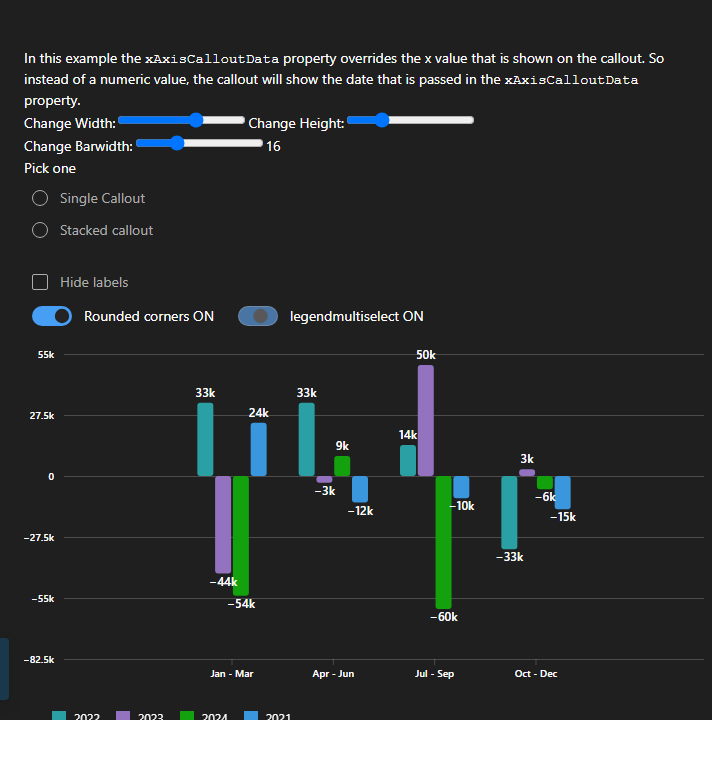 In this example the xAxisCalloutData property overrides the x value that is shown on the callout. So
instead of a numeric value, the callout will show the date that is passed in the xAxisCalloutData
property.
Change Width: Change Height:
Change Barwidth: 16
Pick one
Single Callout
Stacked callout
Hide labels
Rounded corners ON legendmultiselect ON
55k
50k
33k 33k
24k
27.5k
14k
9k
3k
0
−3k
−6k
−10k
−12k
−15k
−27.5k
−33k
−44k
−55k
−54k
−60k
−82.5k
Jan - Mar Apr - Jun Jul - Sep Oct - Dec
2022 2023 2024 2021